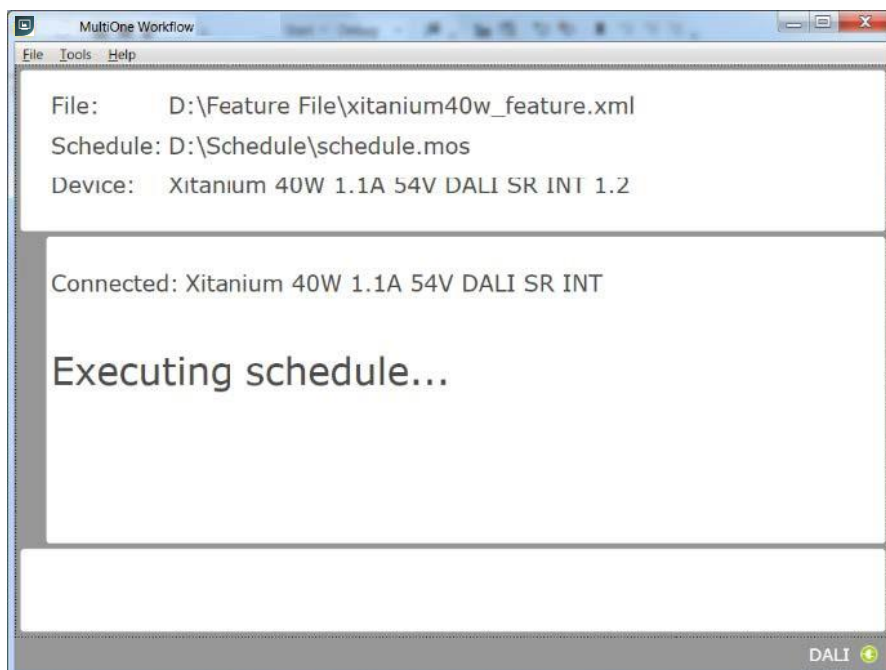 MultiOne Workflow
File Tools Help
File: D:\Feature File\xitanium40w_feature.xml
Schedule: D:\Schedule\schedule.mos
Device: Xitanium 40W 1.1A 54V DALI SR INT 1.2
Connected: Xitanium 40W 1.1A 54V DALI SR INT
Executing schedule...
DALI